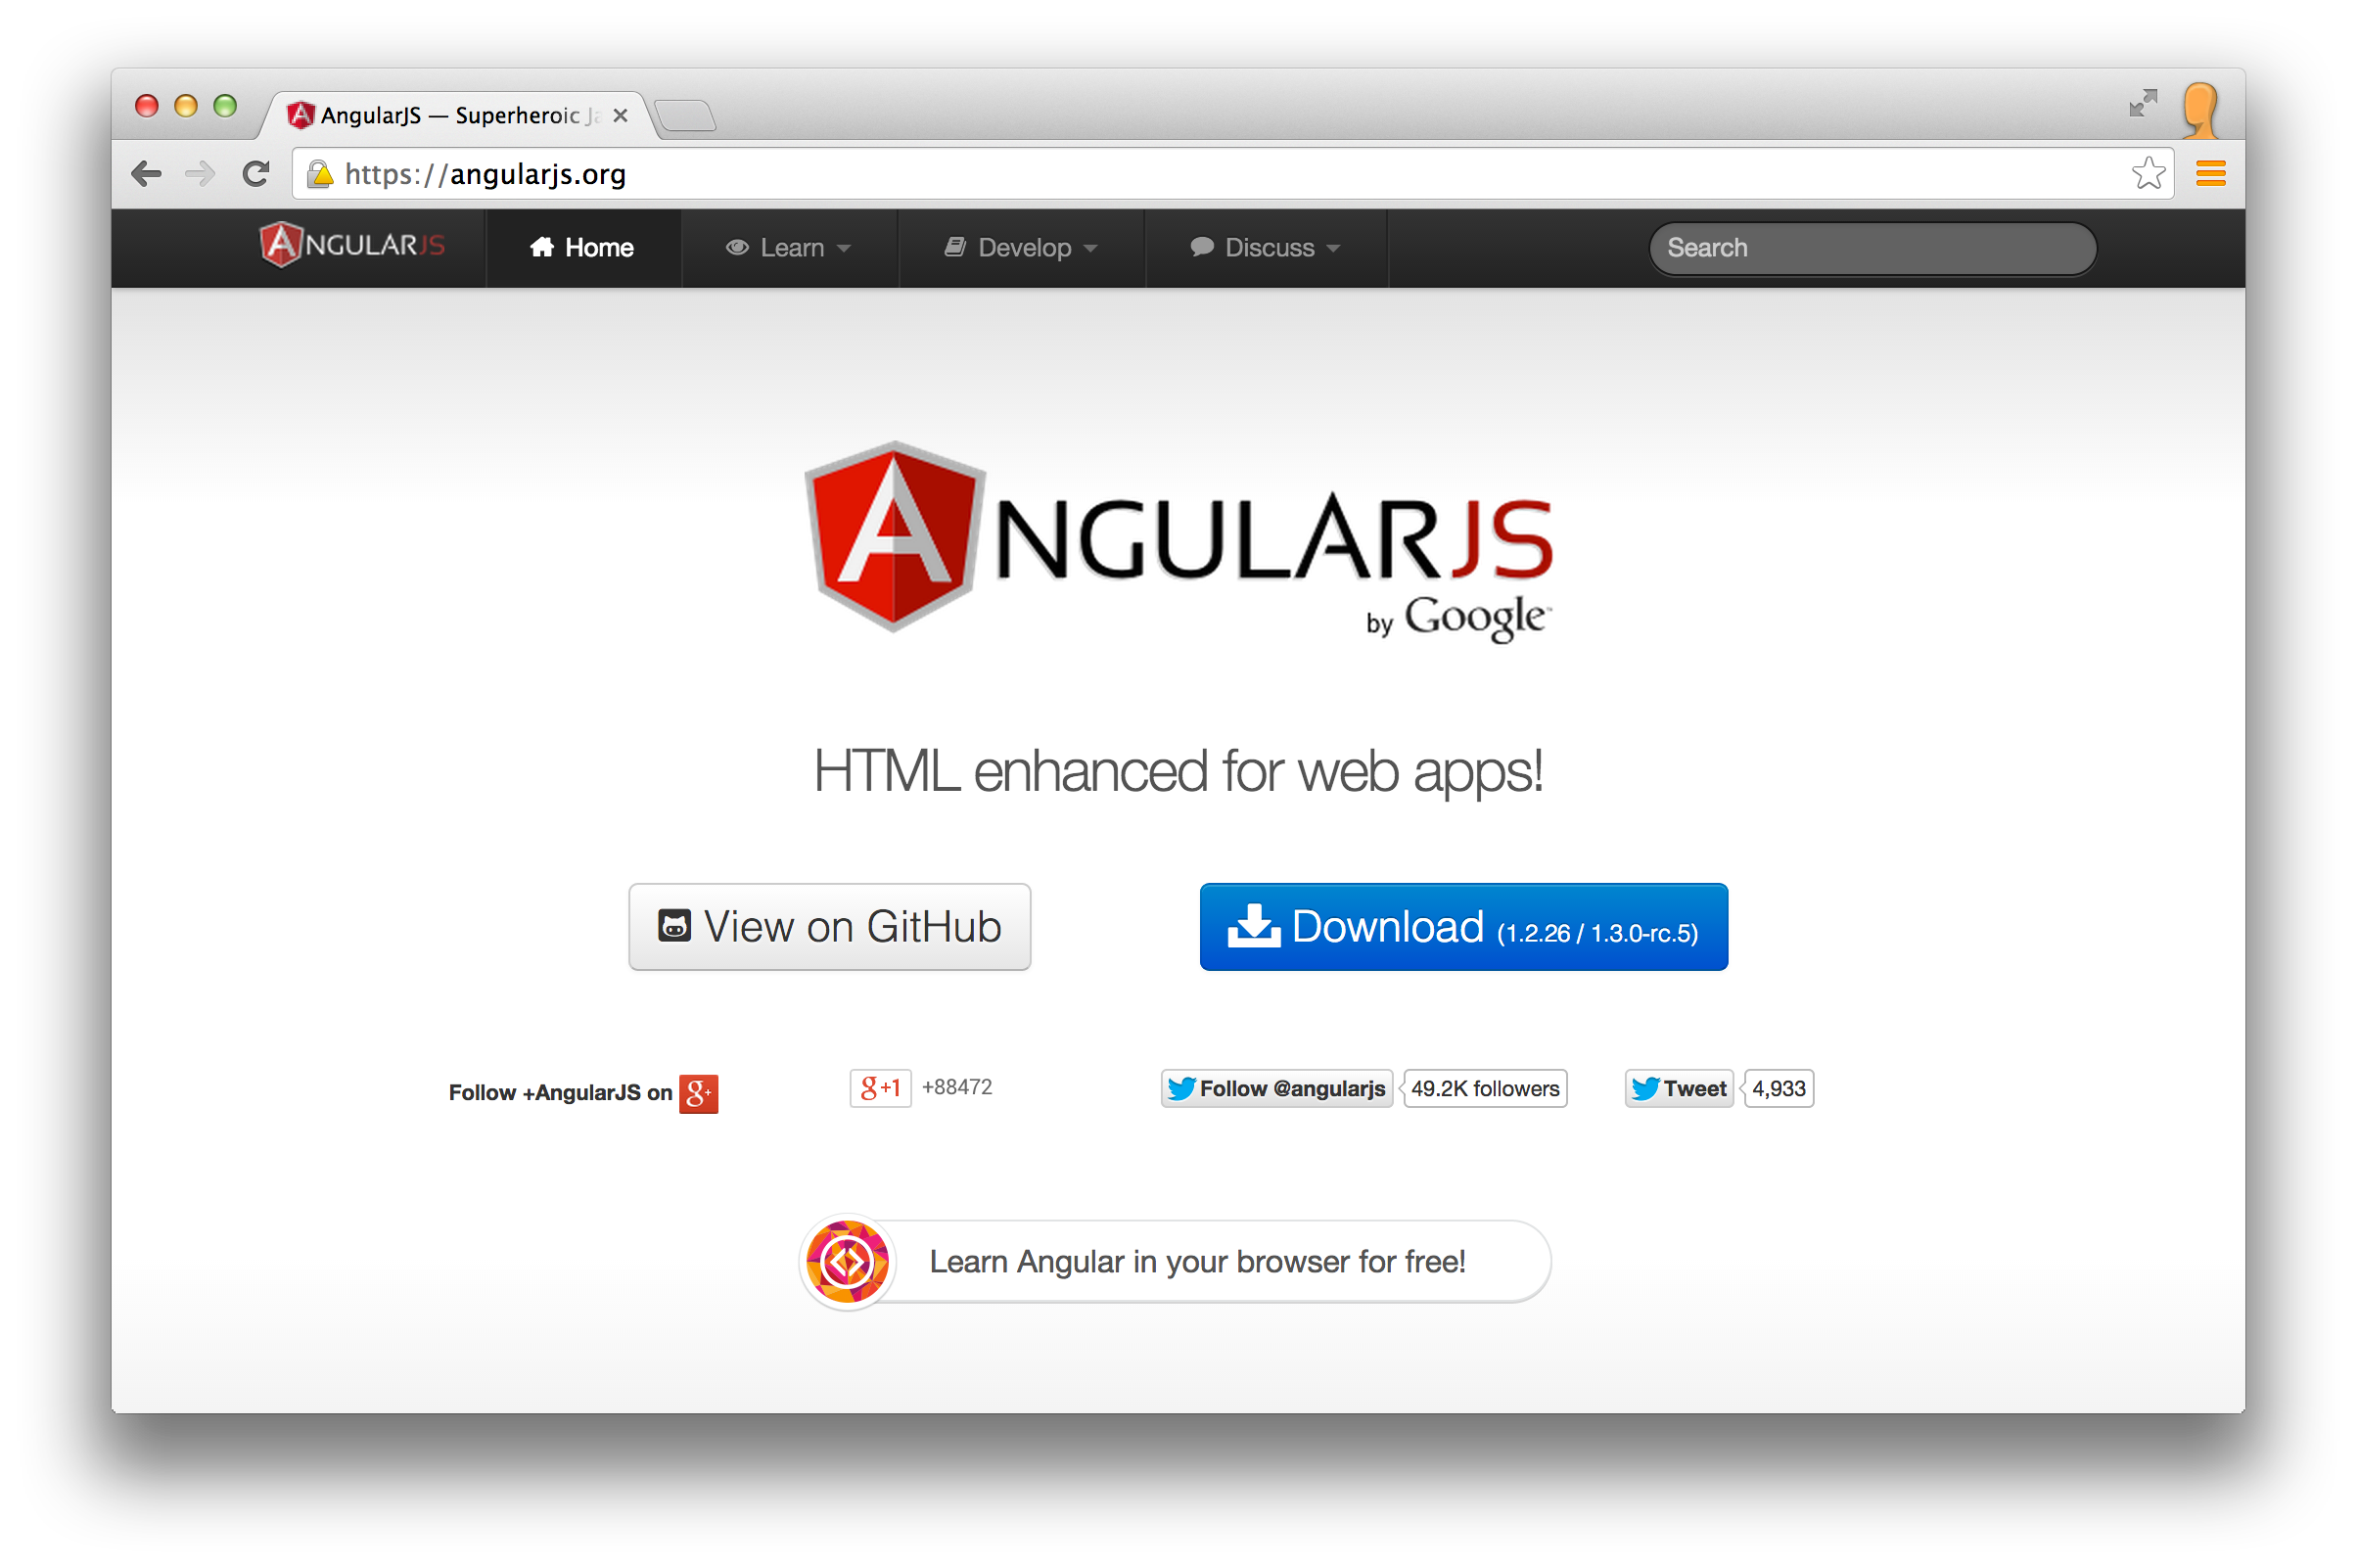 AngularJS — Superheroic Ja
https://angularjs.org
ANGULARJS
Home
Learn
Develop
Discuss
Search
ANGULARJS
by Google
HTML enhanced for web apps!
View on GitHub
Download (1.2.26 / 1.3.0-rc.5)
Follow +AngularJS on g+
g+1 +88472
Follow @angularjs 49.2K followers
Tweet 4,933
Learn Angular in your browser for free!